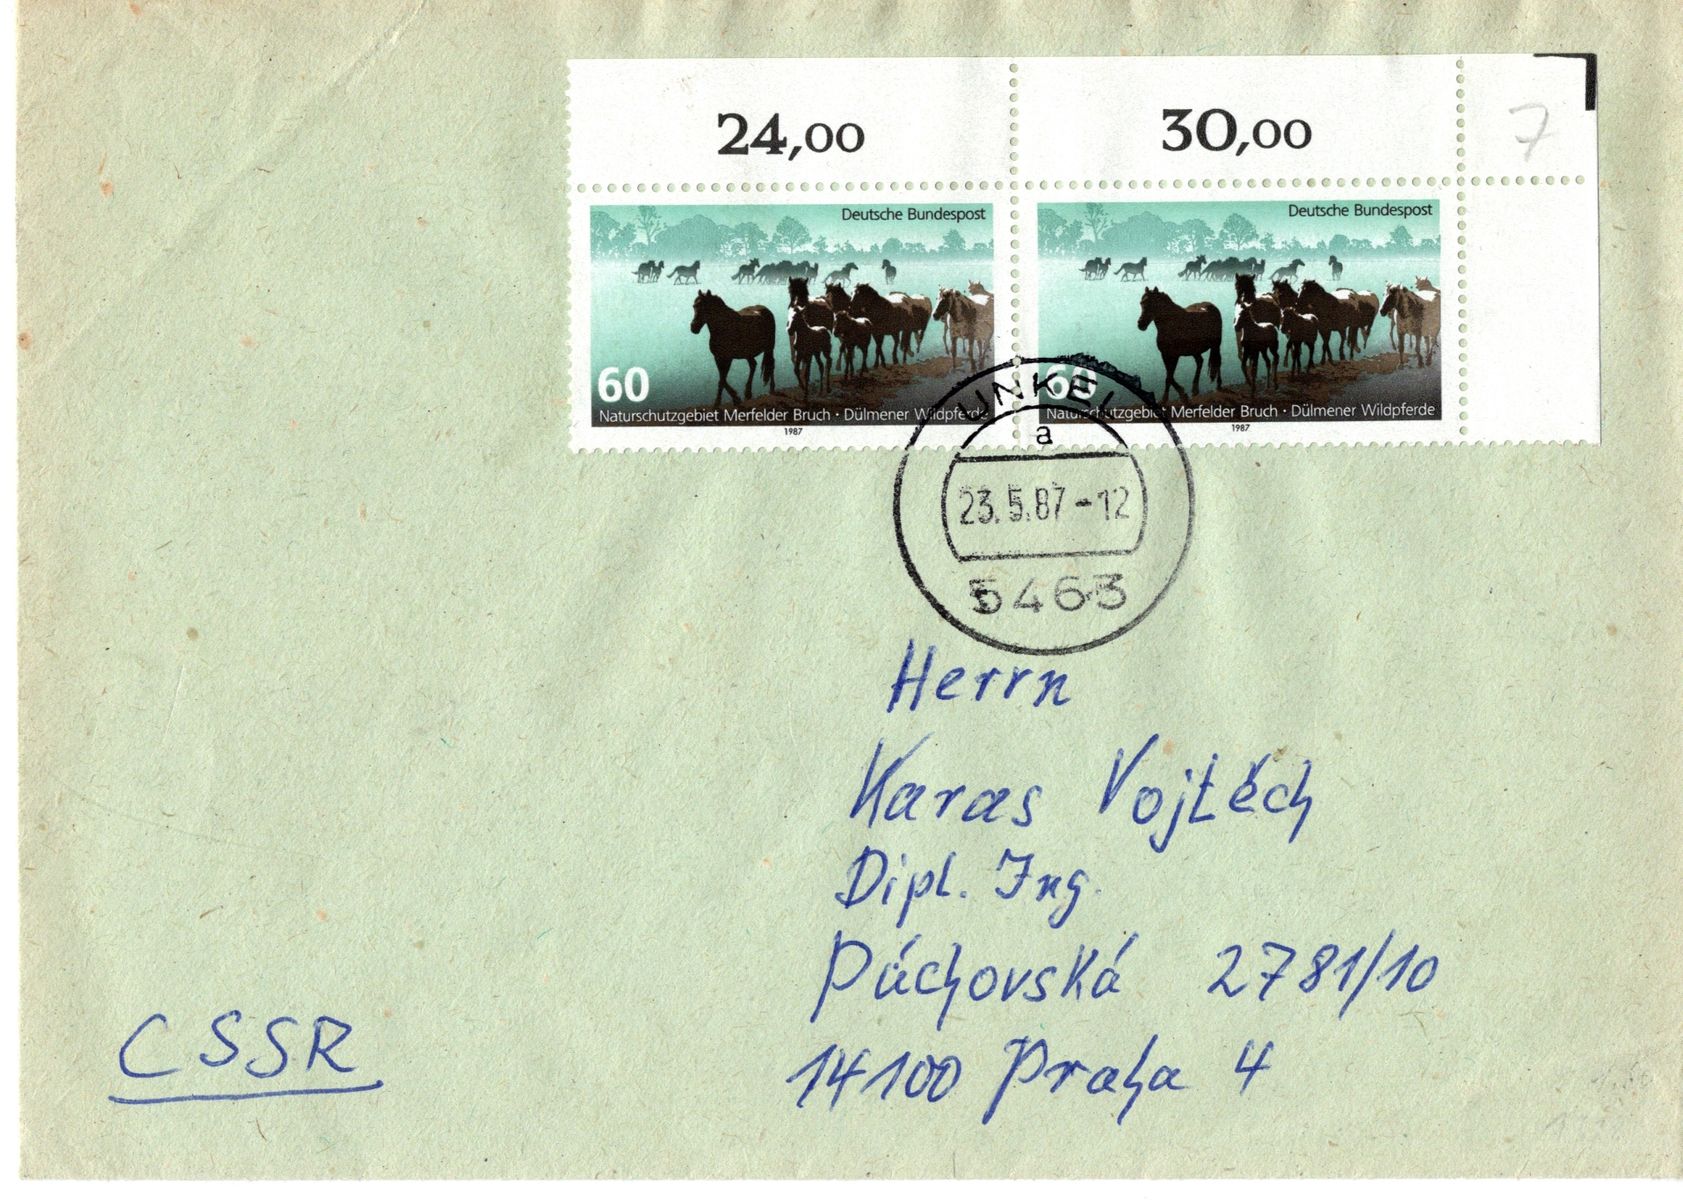 24,00
30,00
7
Deutsche Bundespost
Deutsche Bundespost
60
60
Naturschutzgebiet Merfelder Bruch · Dülmener Wildpferde
Naturschutzgebiet Merfelder Bruch · Dülmener Wildpferde
1987
1987
UNKEL
a
23.5.87-12
5463
Herrn
Karas Vojtěch
Dipl. Ing.
Púchovská 2781/10
14100 Praha 4
CSSR